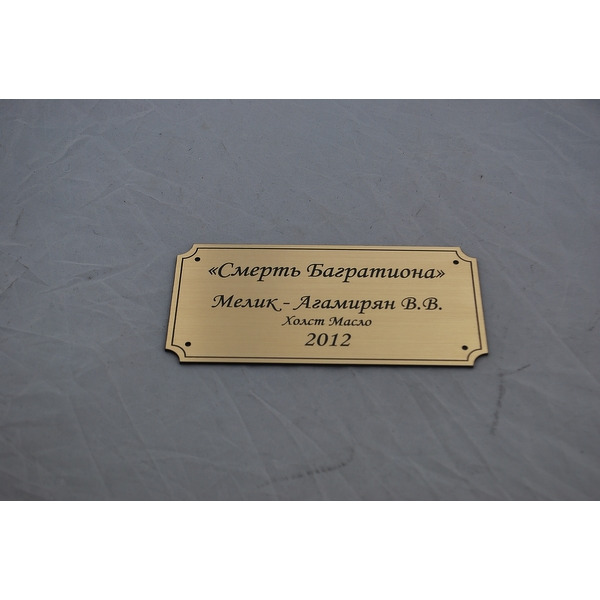 «Смерть Багратиона»
Мелик - Агамирян В.В.
Холст Масло
2012